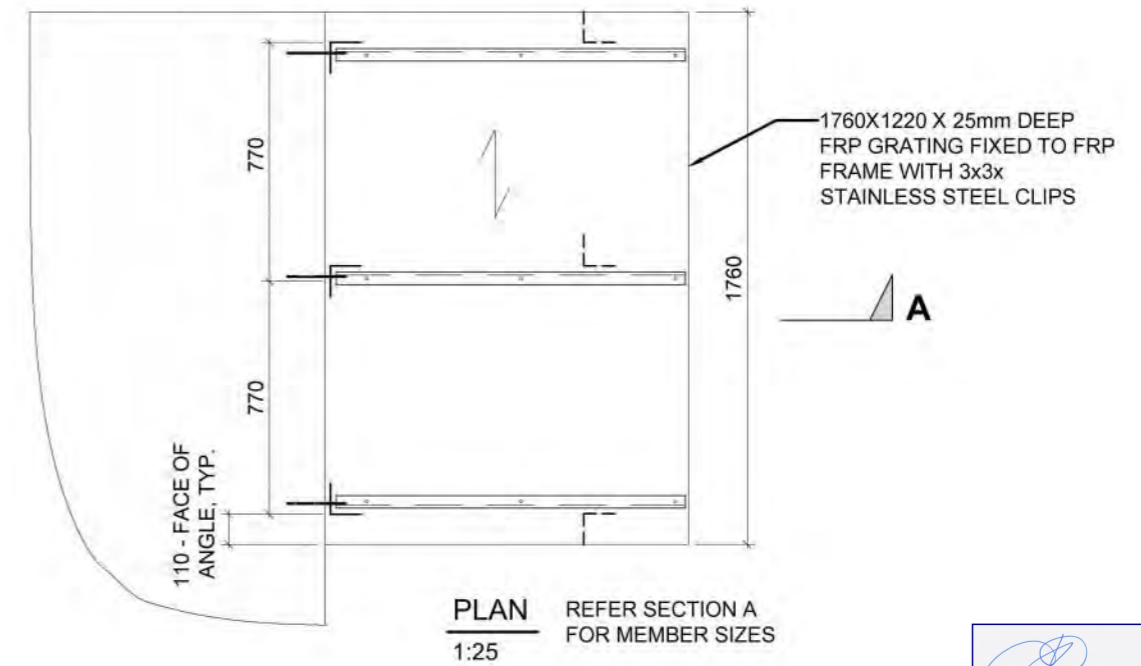 770
1760X1220 X 25mm DEEP
FRP GRATING FIXED TO FRP
FRAME WITH 3x3x
STAINLESS STEEL CLIPS
1760
A
770
110 - FACE OF
ANGLE, TYP.
PLAN
1:25
REFER SECTION A
FOR MEMBER SIZES